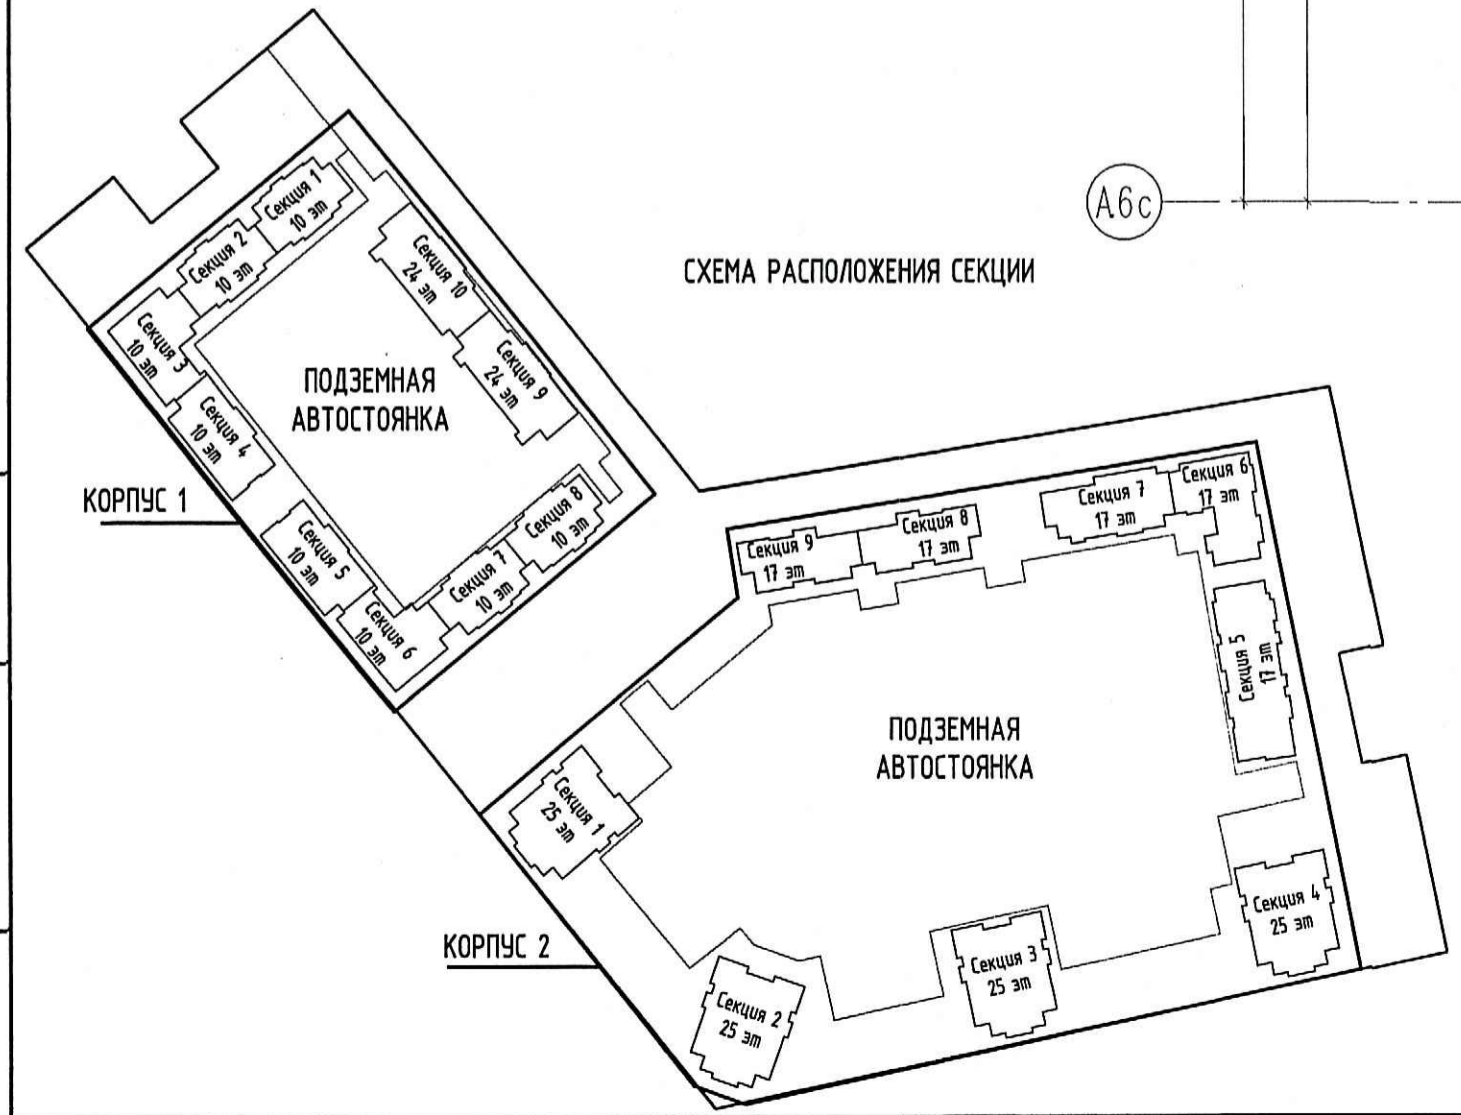 А6с
СХЕМА РАСПОЛОЖЕНИЯ СЕКЦИИ
Секция 1
10 эт
Секция 2
10 эт
Секция 3
10 эт
Секция 4
10 эт
Секция 5
10 эт
Секция 6
10 эт
Секция 7
10 эт
Секция 8
10 эт
Секция 9
24 эт
Секция 10
24 эт
ПОДЗЕМНАЯ
АВТОСТОЯНКА
КОРПУС 1
Секция 9
17 эт
Секция 8
17 эт
Секция 7
17 эт
Секция 6
17 эт
Секция 5
17 эт
ПОДЗЕМНАЯ
АВТОСТОЯНКА
Секция 1
25 эт
Секция 2
25 эт
Секция 3
25 эт
Секция 4
25 эт
КОРПУС 2